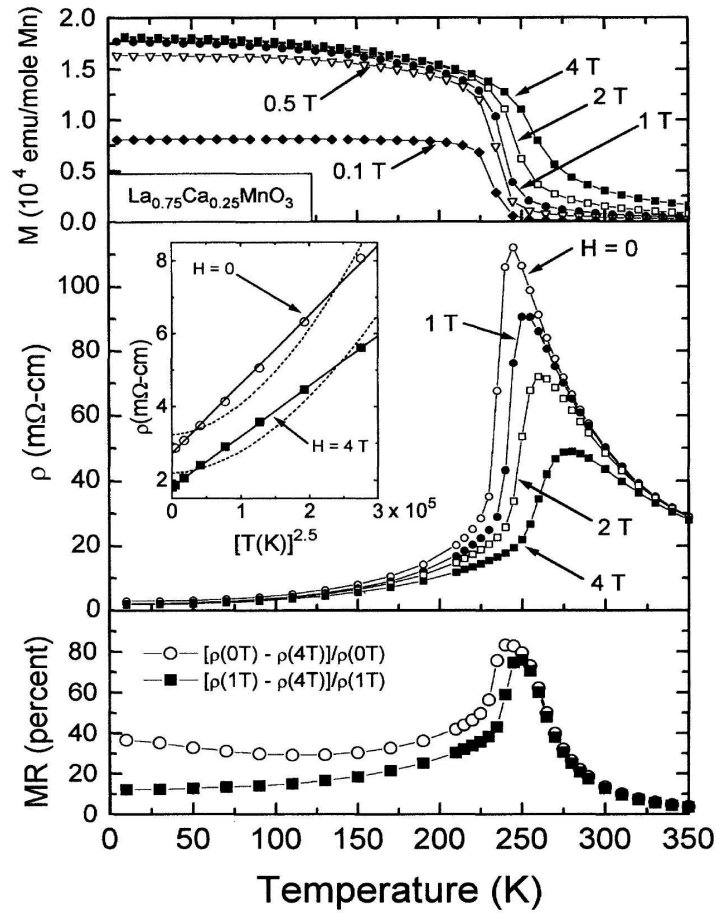 2.0
1.5
1.0
0.5
0.0
M (10⁴ emu/mole Mn)
4 T
2 T
1 T
0.5 T
0.1 T
La₀.₇₅Ca₀.₂₅MnO₃
100
80
60
40
20
0
ρ (mΩ-cm)
H = 0
1 T
2 T
4 T
8
6
4
2
ρ(mΩ-cm)
H = 0
H = 4 T
0
1
2
3 x 10⁵
[T(K)]²·⁵
80
60
40
20
0
MR (percent)
[ρ(0T) - ρ(4T)]/ρ(0T)
[ρ(1T) - ρ(4T)]/ρ(1T)
0 50 100 150 200 250 300 350
Temperature (K)